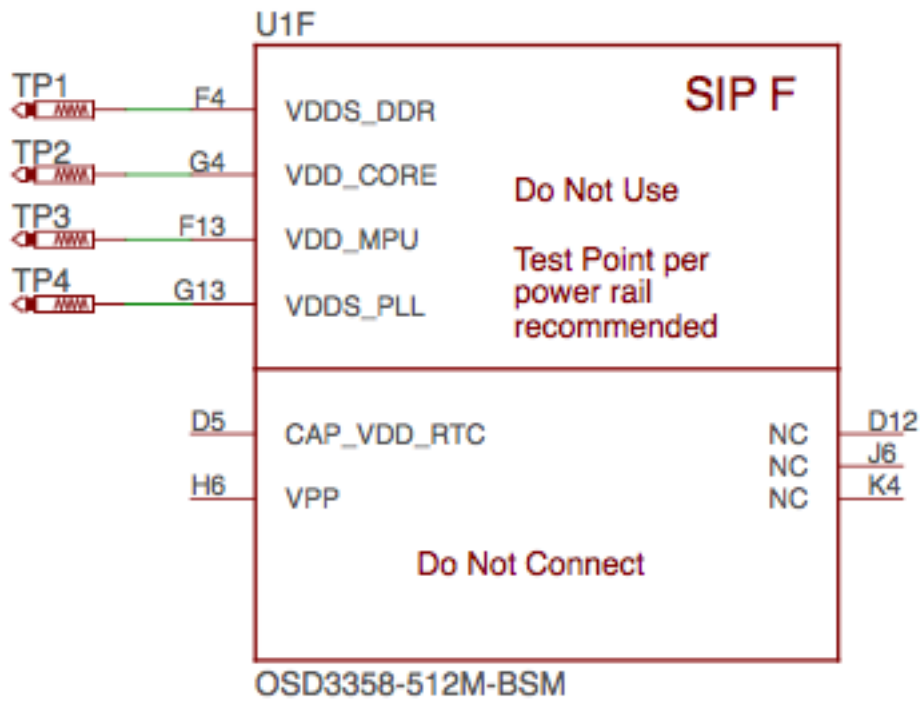 U1F
SIP F
TP1 F4 VDDS_DDR
TP2 G4 VDD_CORE
Do Not Use
TP3 F13 VDD_MPU
Test Point per
power rail
recommended
TP4 G13 VDDS_PLL
D5 CAP_VDD_RTC NC D12
NC J6
H6 VPP NC K4
Do Not Connect
OSD3358-512M-BSM